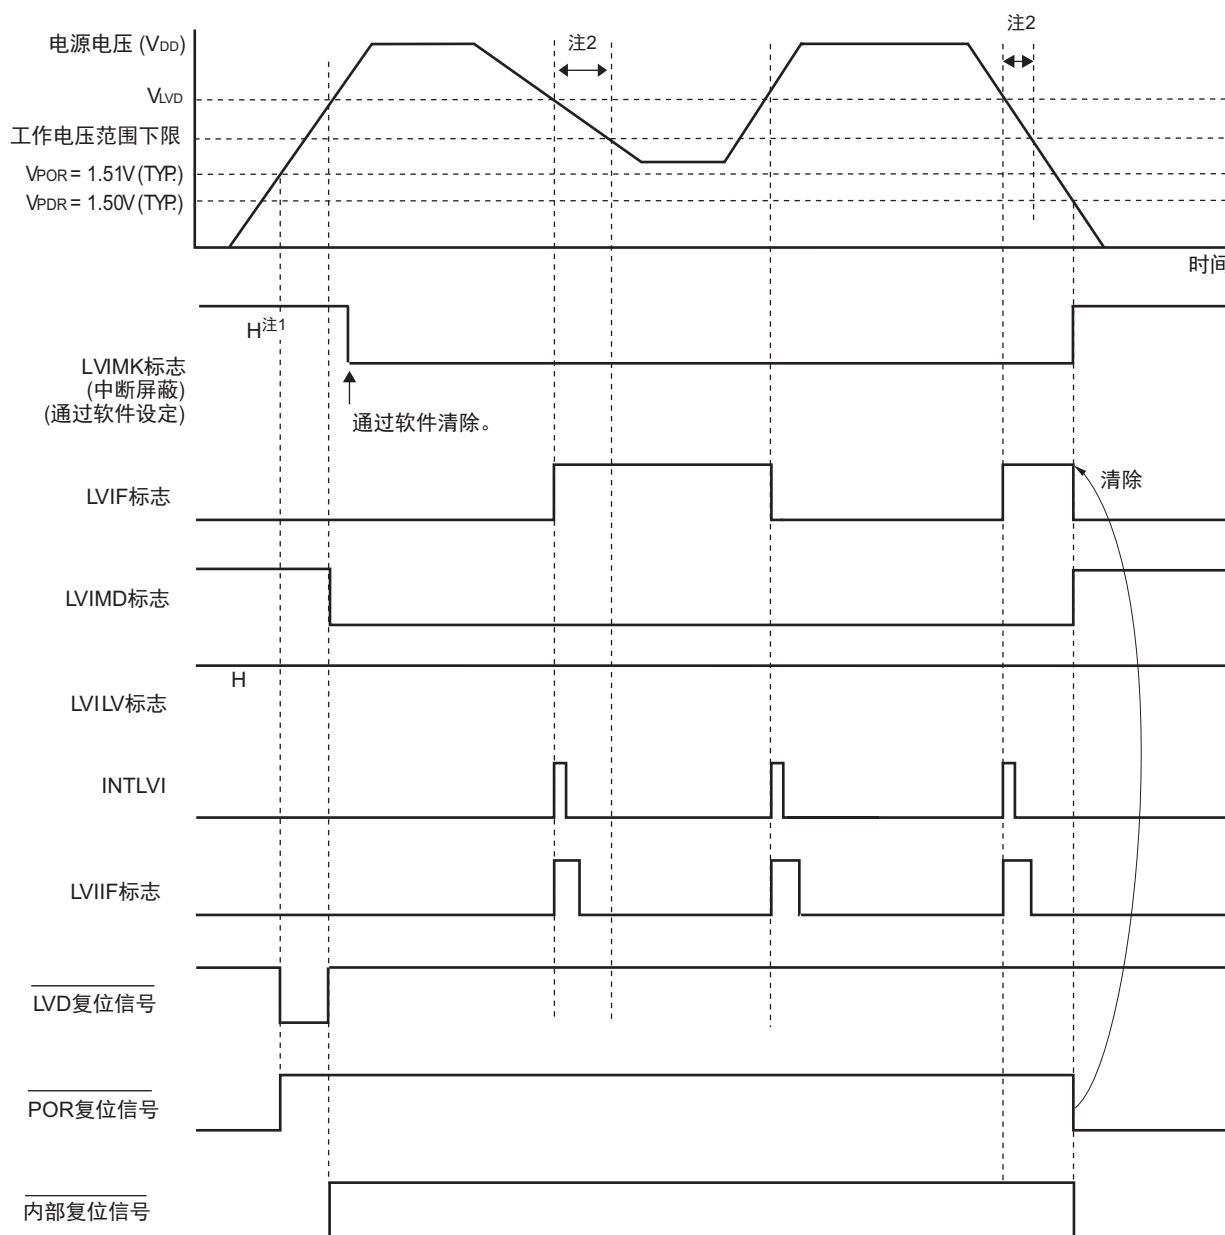 电源电压 (VDD)
注2
注2
VLVD
工作电压范围下限
VPOR = 1.51V (TYP.)
VPDR = 1.50V (TYP.)
时间
H注1
LVIMK标志
(中断屏蔽)
(通过软件设定)
通过软件清除。
清除
LVIF标志
LVIMD标志
H
LVILV标志
INTLVI
LVIIF标志
LVD复位信号
POR复位信号
内部复位信号